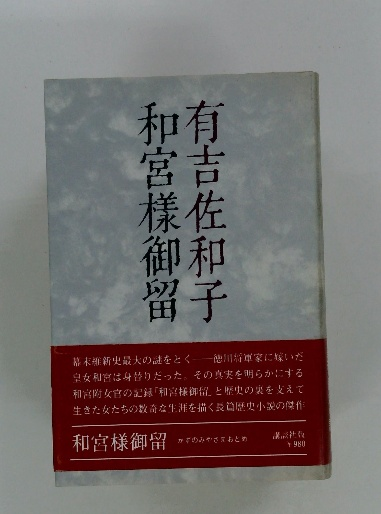 有吉佐和子
和宮様御留
幕末維新史最大の謎をとく――徳川将軍家に嫁いだ
皇女和宮は身替りだった。その真実を明らかにする
和宮附女官の記録「和宮様御留」と歴史の裏を支えて
生きた女たちの数奇な生涯を描く長篇歴史小説の傑作
和宮様御留 かずのみやさまおとめ
講談社版
￥980